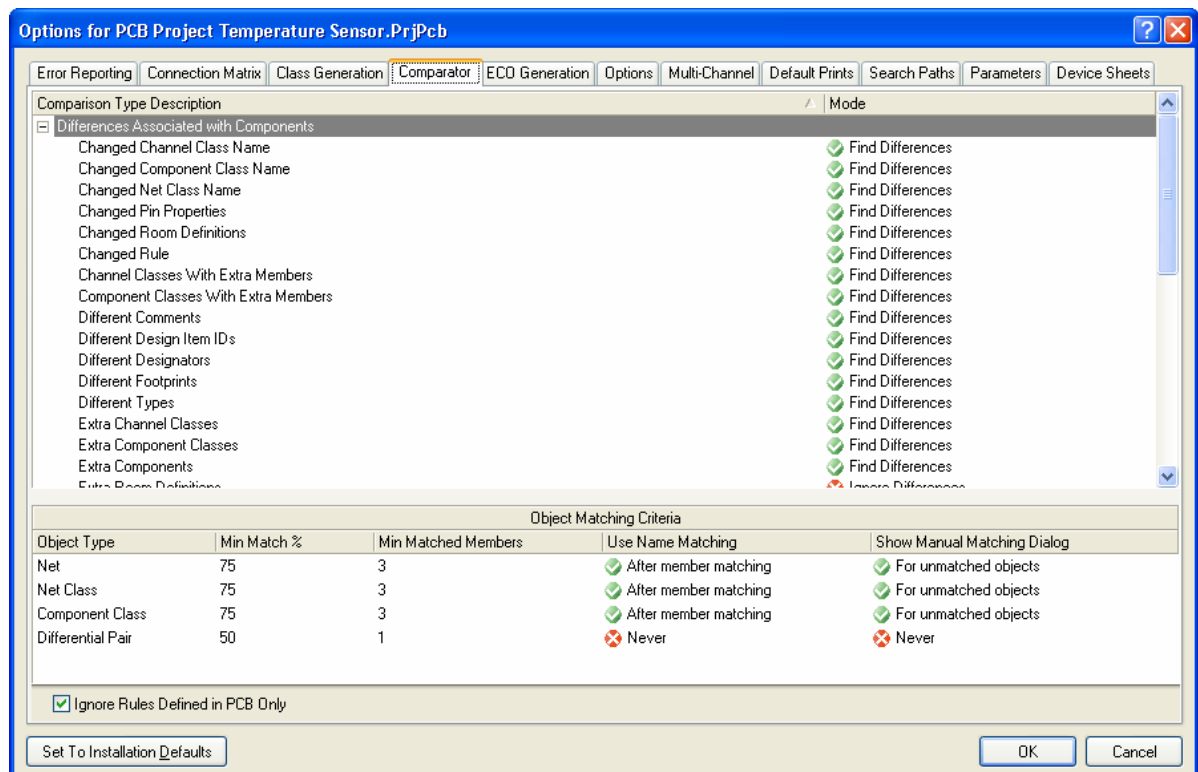 Options for PCB Project Temperature Sensor.PrjPcb
Error Reporting Connection Matrix Class Generation Comparator ECO Generation Options Multi-Channel Default Prints Search Paths Parameters Device Sheets
Comparison Type Description Mode
Differences Associated with Components
Changed Channel Class Name Find Differences
Changed Component Class Name Find Differences
Changed Net Class Name Find Differences
Changed Pin Properties Find Differences
Changed Room Definitions Find Differences
Changed Rule Find Differences
Channel Classes With Extra Members Find Differences
Component Classes With Extra Members Find Differences
Different Comments Find Differences
Different Design Item IDs Find Differences
Different Designators Find Differences
Different Footprints Find Differences
Different Types Find Differences
Extra Channel Classes Find Differences
Extra Component Classes Find Differences
Extra Components Find Differences
Extra Room Definitions Ignore Differences
Object Matching Criteria
Object Type Min Match % Min Matched Members Use Name Matching Show Manual Matching Dialog
Net 75 3 After member matching For unmatched objects
Net Class 75 3 After member matching For unmatched objects
Component Class 75 3 After member matching For unmatched objects
Differential Pair 50 1 Never Never
Ignore Rules Defined in PCB Only
Set To Installation Defaults OK Cancel